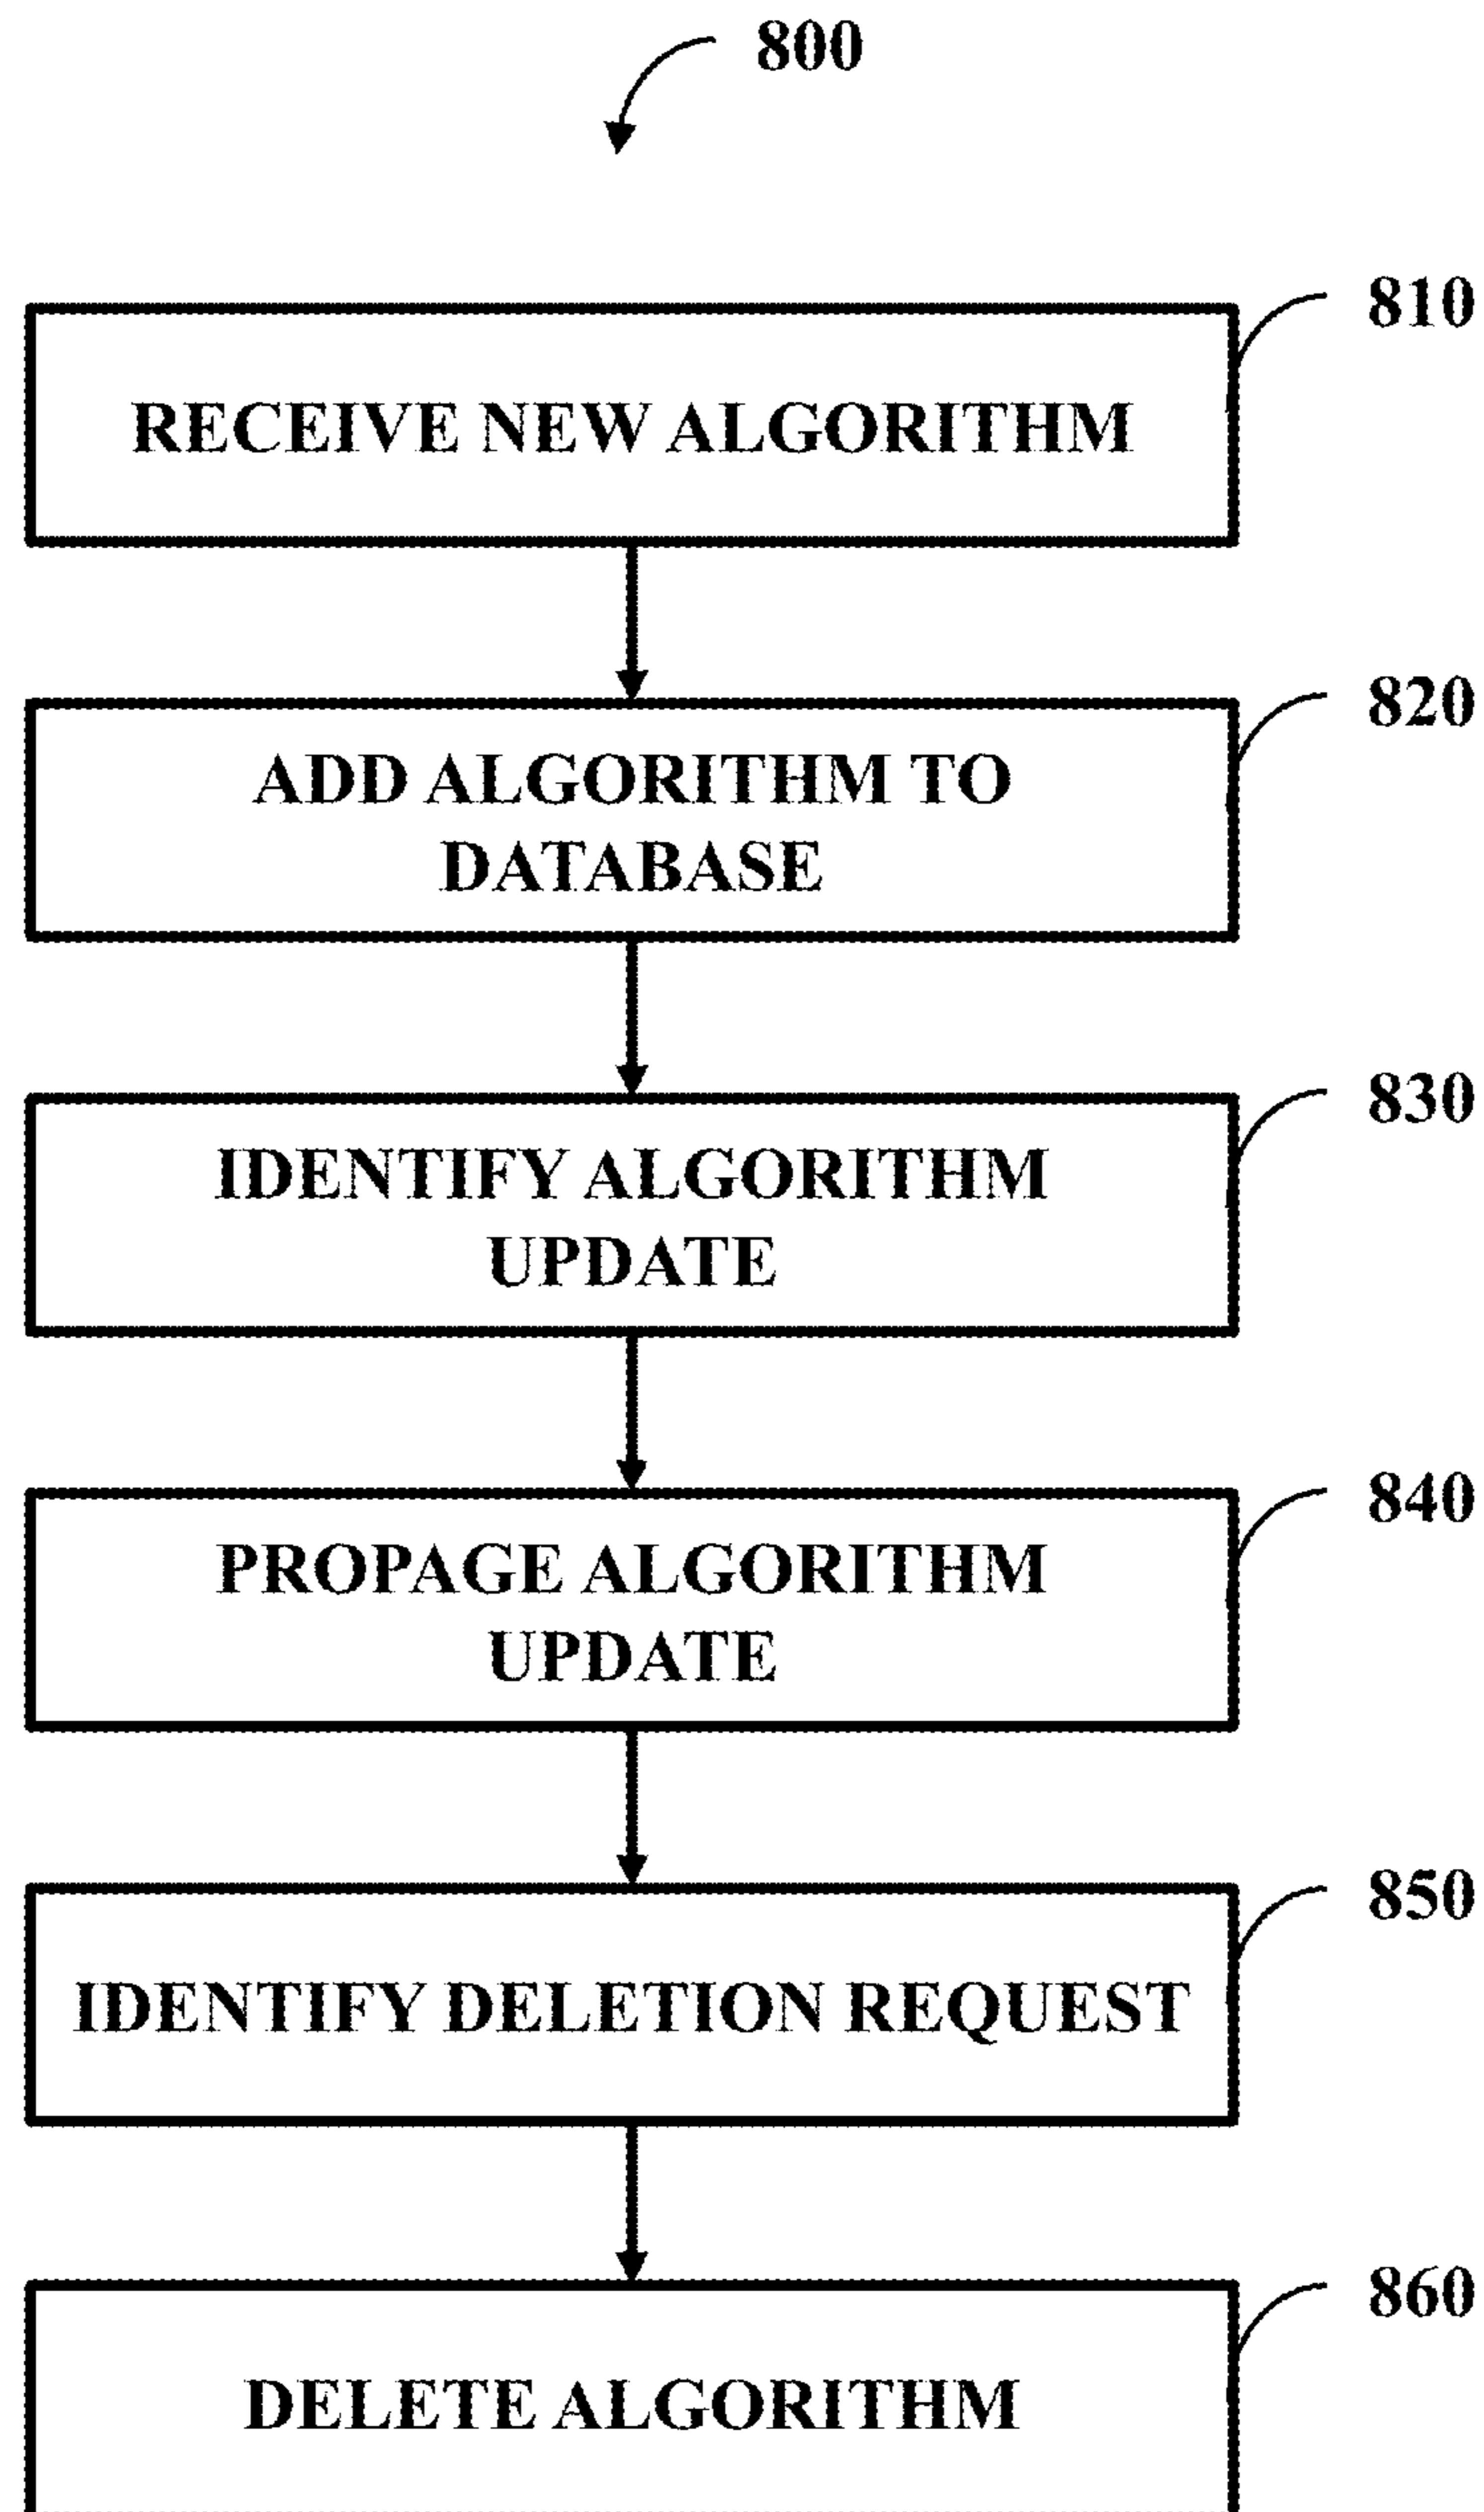 800
810
RECEIVE NEW ALGORITHM
820
ADD ALGORITHM TO
DATABASE
830
IDENTIFY ALGORITHM
UPDATE
840
PROPAGE ALGORITHM
UPDATE
850
IDENTIFY DELETION REQUEST
860
DELETE ALGORITHM